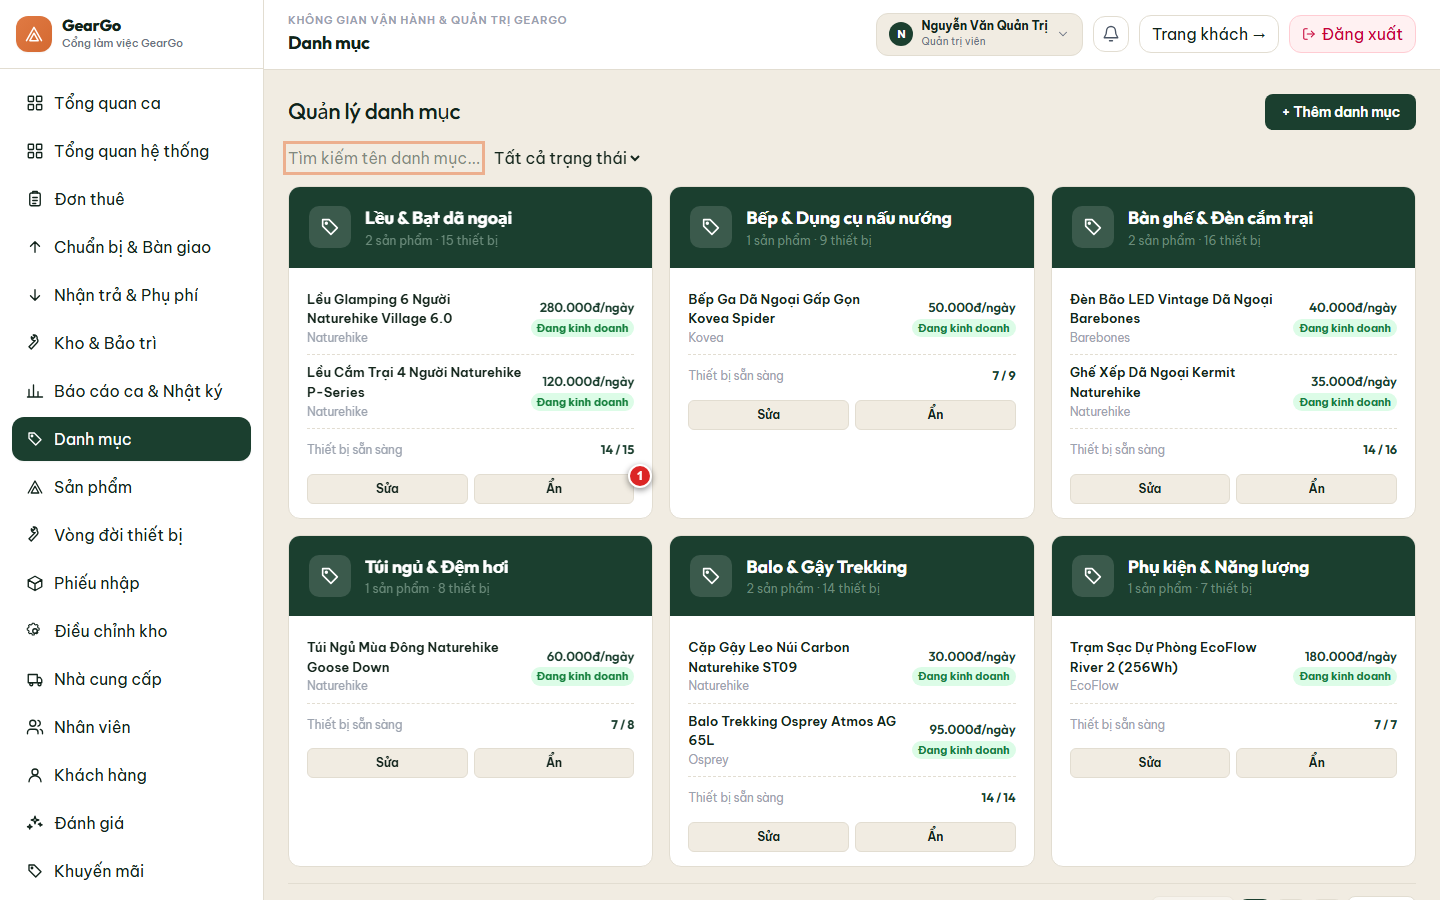 GearGo
Cổng làm việc GearGo
KHÔNG GIAN VẬN HÀNH & QUẢN TRỊ GEARGO
Danh mục
N
Nguyễn Văn Quản Trị
Quản trị viên
Trang khách →
Đăng xuất
Tổng quan ca
Tổng quan hệ thống
Đơn thuê
Chuẩn bị & Bàn giao
Nhận trả & Phụ phí
Kho & Bảo trì
Báo cáo ca & Nhật ký
Danh mục
Sản phẩm
Vòng đời thiết bị
Phiếu nhập
Điều chỉnh kho
Nhà cung cấp
Nhân viên
Khách hàng
Đánh giá
Khuyến mãi
Quản lý danh mục
+ Thêm danh mục
Tìm kiếm tên danh mục...
Tất cả trạng thái
Lều & Bạt dã ngoại
2 sản phẩm · 15 thiết bị
Lều Glamping 6 Người
Naturehike Village 6.0
Naturehike
280.000đ/ngày
Đang kinh doanh
Lều Cắm Trại 4 Người Naturehike
P-Series
Naturehike
120.000đ/ngày
Đang kinh doanh
Thiết bị sẵn sàng
14 / 15
Sửa
Ẩn
1
Bếp & Dụng cụ nấu nướng
1 sản phẩm · 9 thiết bị
Bếp Ga Dã Ngoại Gấp Gọn
Kovea Spider
Kovea
50.000đ/ngày
Đang kinh doanh
Thiết bị sẵn sàng
7 / 9
Sửa
Ẩn
Bàn ghế & Đèn cắm trại
2 sản phẩm · 16 thiết bị
Đèn Bão LED Vintage Dã Ngoại
Barebones
Barebones
40.000đ/ngày
Đang kinh doanh
Ghế Xếp Dã Ngoại Kermit
Naturehike
Naturehike
35.000đ/ngày
Đang kinh doanh
Thiết bị sẵn sàng
14 / 16
Sửa
Ẩn
Túi ngủ & Đệm hơi
1 sản phẩm · 8 thiết bị
Túi Ngủ Mùa Đông Naturehike
Goose Down
Naturehike
60.000đ/ngày
Đang kinh doanh
Thiết bị sẵn sàng
7 / 8
Sửa
Ẩn
Balo & Gậy Trekking
2 sản phẩm · 14 thiết bị
Cặp Gậy Leo Núi Carbon
Naturehike ST09
Naturehike
30.000đ/ngày
Đang kinh doanh
Balo Trekking Osprey Atmos AG
65L
Osprey
95.000đ/ngày
Đang kinh doanh
Thiết bị sẵn sàng
14 / 14
Sửa
Ẩn
Phụ kiện & Năng lượng
1 sản phẩm · 7 thiết bị
Trạm Sạc Dự Phòng EcoFlow
River 2 (256Wh)
EcoFlow
180.000đ/ngày
Đang kinh doanh
Thiết bị sẵn sàng
7 / 7
Sửa
Ẩn